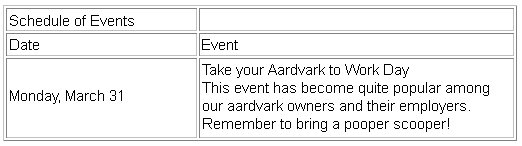 Schedule of Events
Date Event
Monday, March 31
Take your Aardvark to Work Day
This event has become quite popular among
our aardvark owners and their employers.
Remember to bring a pooper scooper!